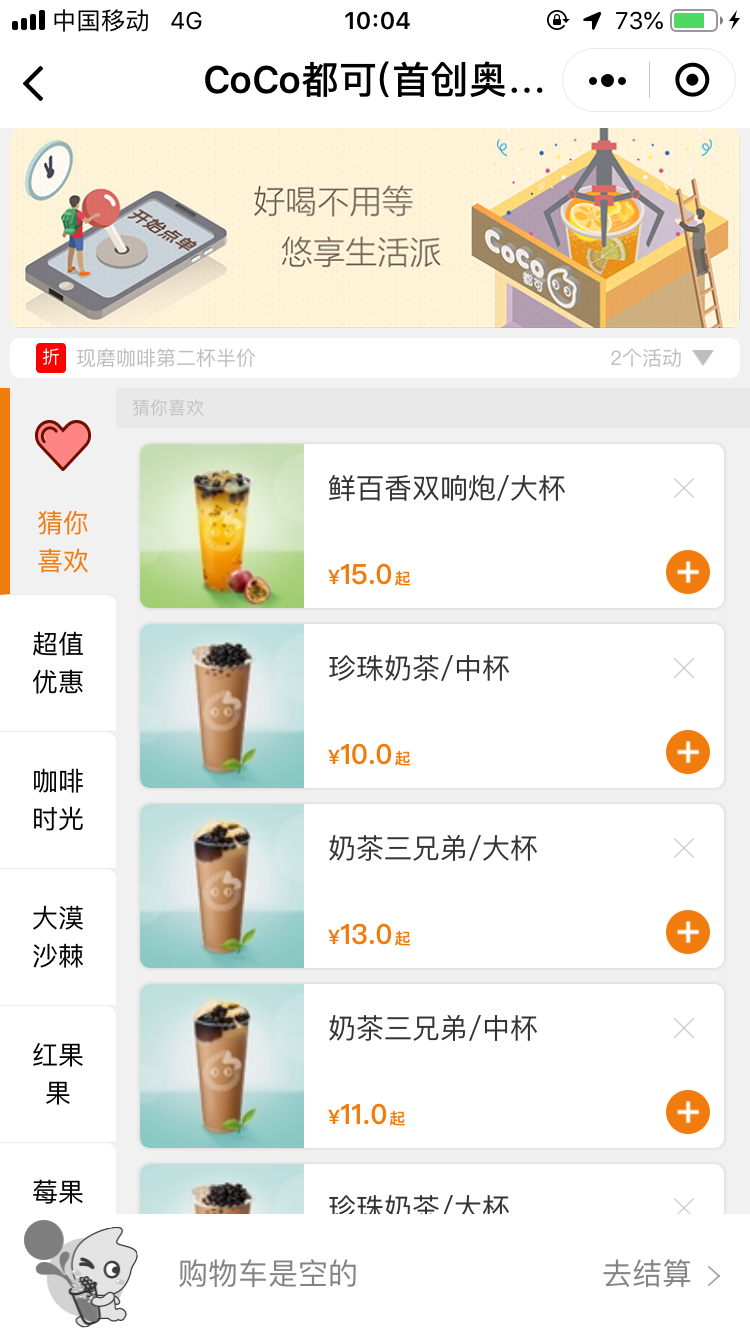 中国移动 4G 10:04 73%
CoCo都可(首创奥...
开始点单
好喝不用等
悠享生活派
CoCo
都可
折 现磨咖啡第二杯半价 2个活动
猜你喜欢
猜你
喜欢
超值
优惠
咖啡
时光
大漠
沙棘
红果
果
莓果
鲜百香双响炮/大杯
¥15.0起
珍珠奶茶/中杯
¥10.0起
奶茶三兄弟/大杯
¥13.0起
奶茶三兄弟/中杯
¥11.0起
珍珠奶茶/大杯
购物车是空的 去结算